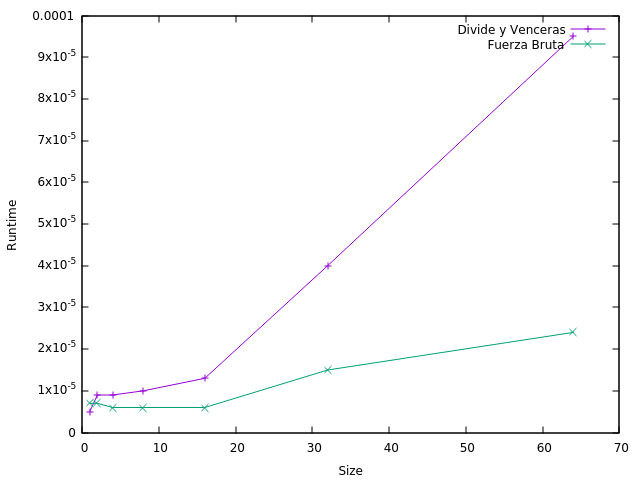 0.0001
9x10-5
8x10-5
7x10-5
6x10-5
5x10-5
4x10-5
3x10-5
2x10-5
1x10-5
0
Runtime
Divide y Venceras
Fuerza Bruta
0 10 20 30 40 50 60 70
Size